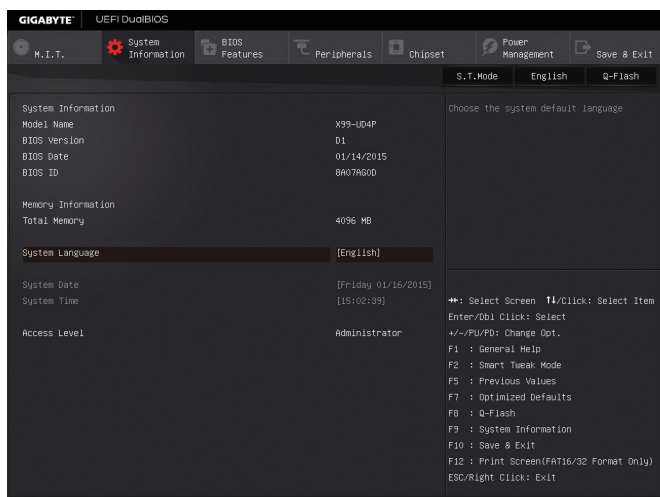 GIGABYTE™ UEFI DualBIOS
M.I.T.
System Information
BIOS Features
Peripherals
Chipset
Power Management
Save & Exit
S.T.Mode English Q-Flash
System Information
Model Name X99-UD4P
BIOS Version D1
BIOS Date 01/14/2015
BIOS ID 8A07AG0D
Memory Information
Total Memory 4096 MB
System Language [English]
System Date [Friday 01/16/2015]
System Time [15:02:39]
Access Level Administrator
Choose the system default language
→←: Select Screen ↑↓/Click: Select Item
Enter/Dbl Click: Select
+/-/PU/PD: Change Opt.
F1 : General Help
F2 : Smart Tweak Mode
F5 : Previous Values
F7 : Optimized Defaults
F8 : Q-Flash
F9 : System Information
F10 : Save & Exit
F12 : Print Screen(FAT16/32 Format Only)
ESC/Right Click: Exit